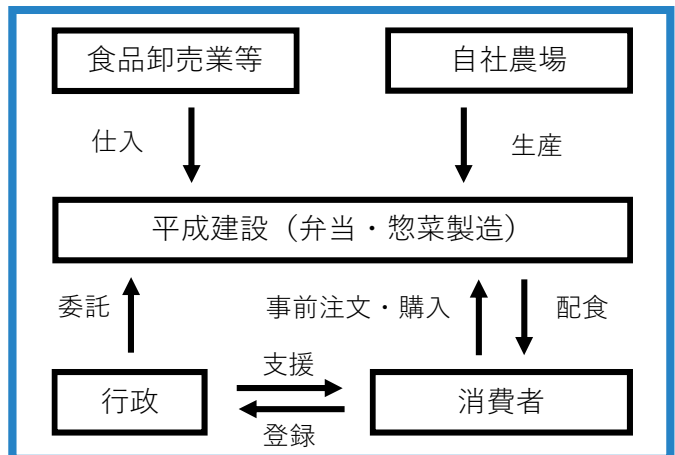 食品卸売業等
自社農場
仕入
生産
平成建設（弁当・惣菜製造）
委託
事前注文・購入
配食
支援
行政
消費者
登録